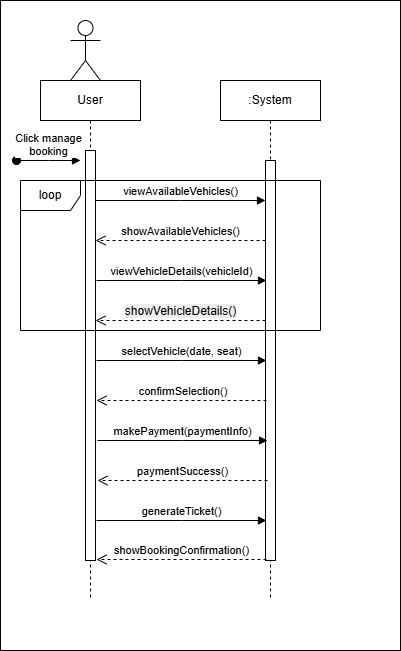 User
:System
Click manage
booking
loop
viewAvailableVehicles()
showAvailableVehicles()
viewVehicleDetails(vehicleId)
showVehicleDetails()
selectVehicle(date, seat)
confirmSelection()
makePayment(paymentInfo)
paymentSuccess()
generateTicket()
showBookingConfirmation()